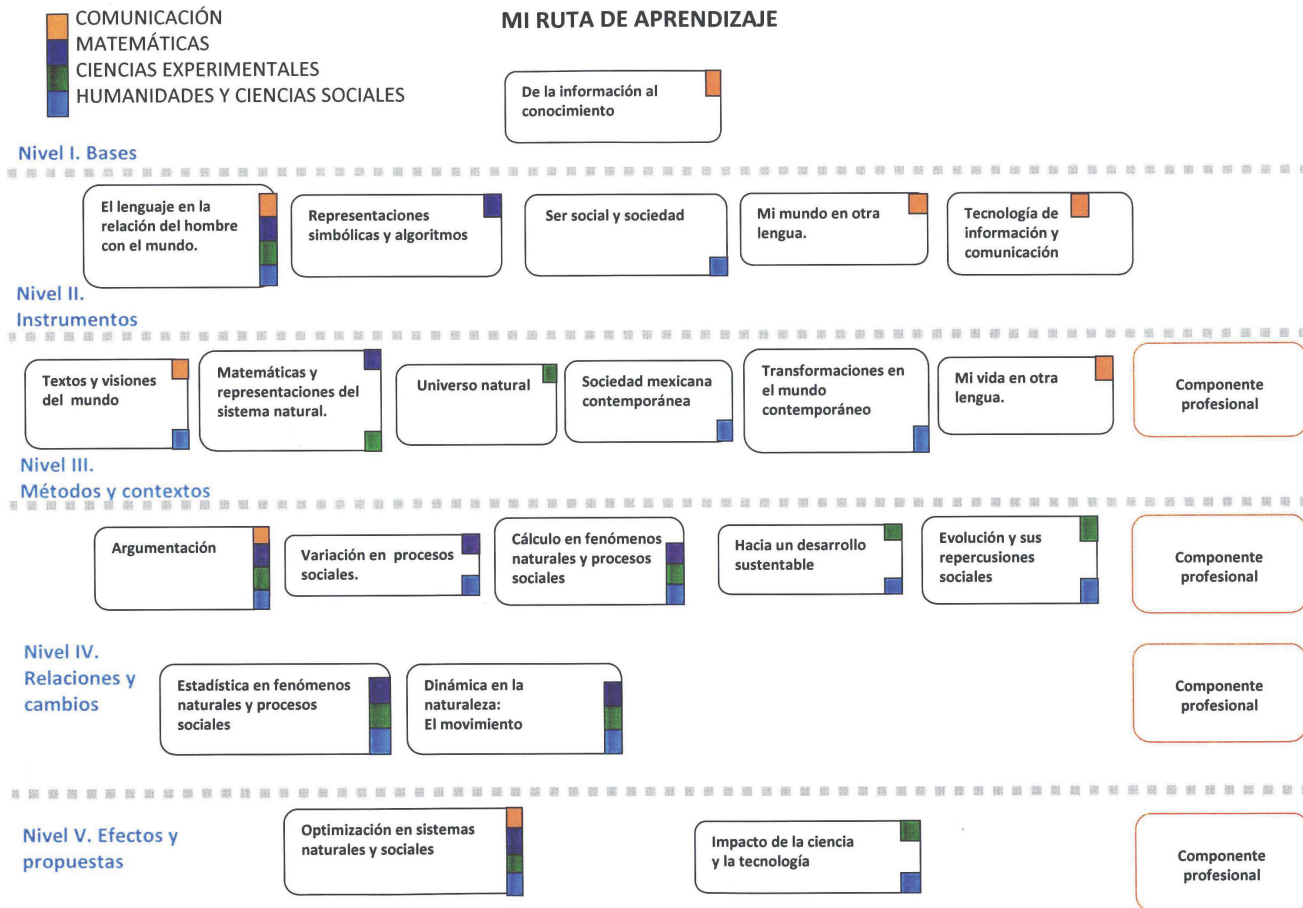 COMUNICACIÓN
MATEMÁTICAS
CIENCIAS EXPERIMENTALES
HUMANIDADES Y CIENCIAS SOCIALES
MI RUTA DE APRENDIZAJE
De la información al
conocimiento
Nivel I. Bases
El lenguaje en la
relación del hombre
con el mundo.
Representaciones
simbólicas y algoritmos
Ser social y sociedad
Mi mundo en otra
lengua.
Tecnología de
información y
comunicación
Nivel II.
Instrumentos
Textos y visiones
del mundo
Matemáticas y
representaciones del
sistema natural.
Universo natural
Sociedad mexicana
contemporánea
Transformaciones en
el mundo
contemporáneo
Mi vida en otra
lengua.
Componente
profesional
Nivel III.
Métodos y contextos
Argumentación
Variación en procesos
sociales.
Cálculo en fenómenos
naturales y procesos
sociales
Hacia un desarrollo
sustentable
Evolución y sus
repercusiones
sociales
Componente
profesional
Nivel IV.
Relaciones y
cambios
Estadística en fenómenos
naturales y procesos
sociales
Dinámica en la
naturaleza:
El movimiento
Componente
profesional
Nivel V. Efectos y
propuestas
Optimización en sistemas
naturales y sociales
Impacto de la ciencia
y la tecnología
Componente
profesional